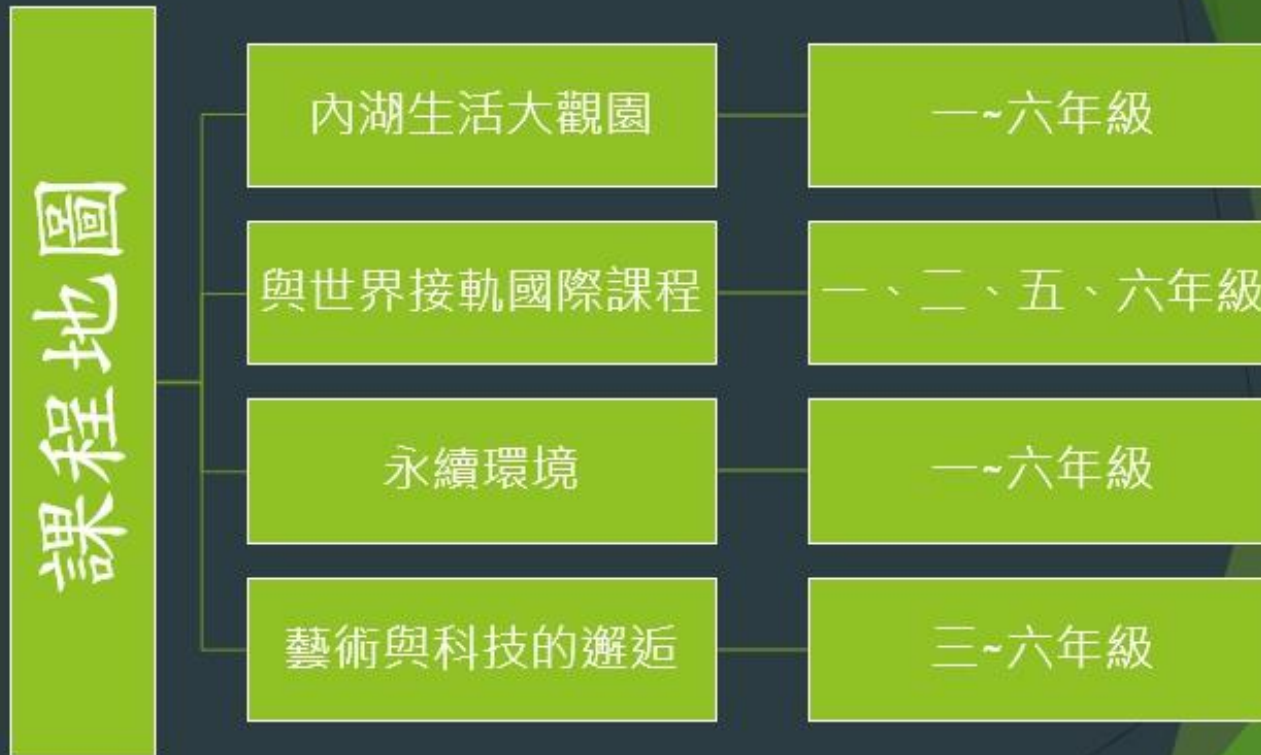 課程地圖
內湖生活大觀園
一~六年級
與世界接軌國際課程
一、二、五、六年級
永續環境
一~六年級
藝術與科技的邂逅
三~六年級